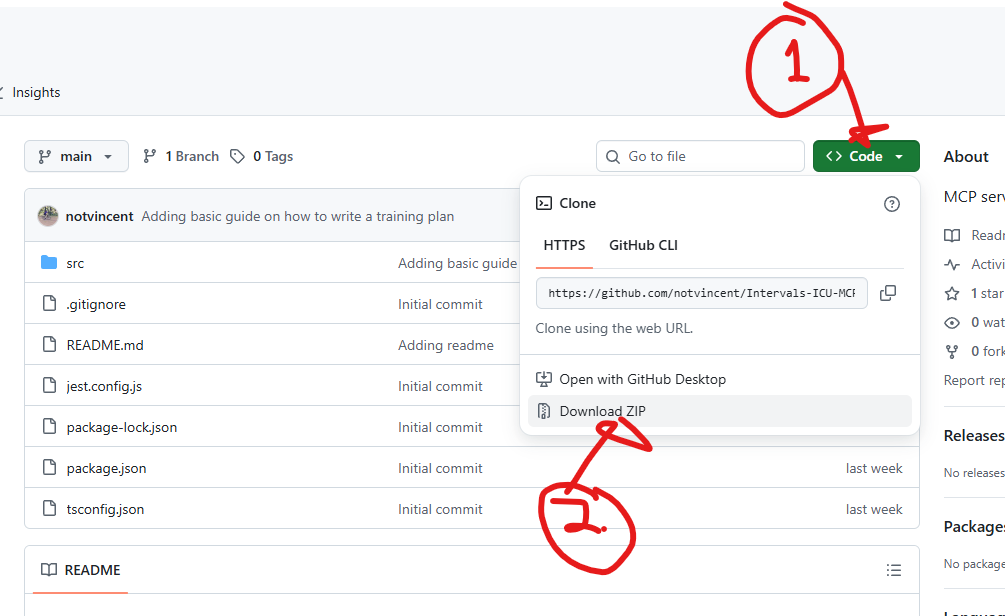 1
Insights
main
1 Branch
0 Tags
Go to file
Code
About
notvincent Adding basic guide on how to write a training plan
Clone
MCP serv
HTTPS GitHub CLI
Readm
src Adding basic guide
Activi
.gitignore Initial commit
https://github.com/notvincent/Intervals-ICU-MCP
1 star
Clone using the web URL.
0 wat
README.md Adding readme
0 fork
jest.config.js Initial commit
Open with GitHub Desktop
Report rep
Download ZIP
package-lock.json Initial commit
Releases
package.json Initial commit last week
No releases
2.
tsconfig.json Initial commit last week
Packages
README
No package